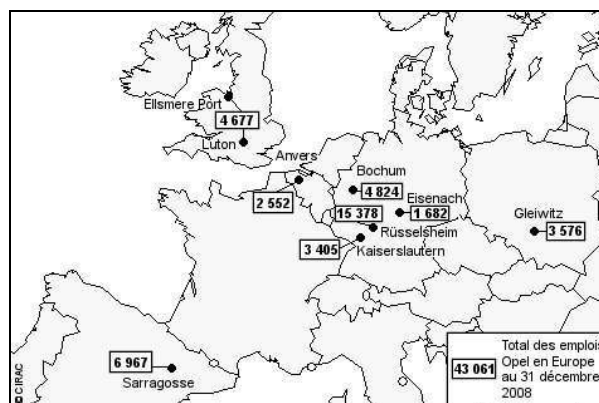 Ellsmere Port
4 677
Luton
Anvers
2 552
Bochum
4 824
Eisenach
1 682
15 378
Rüsselsheim
3 405
Kaiserslautern
Gleiwitz
3 576
6 967
Sarragosse
Total des emplois
Opel en Europe
43 061
au 31 décembre
2008
© CIRAC